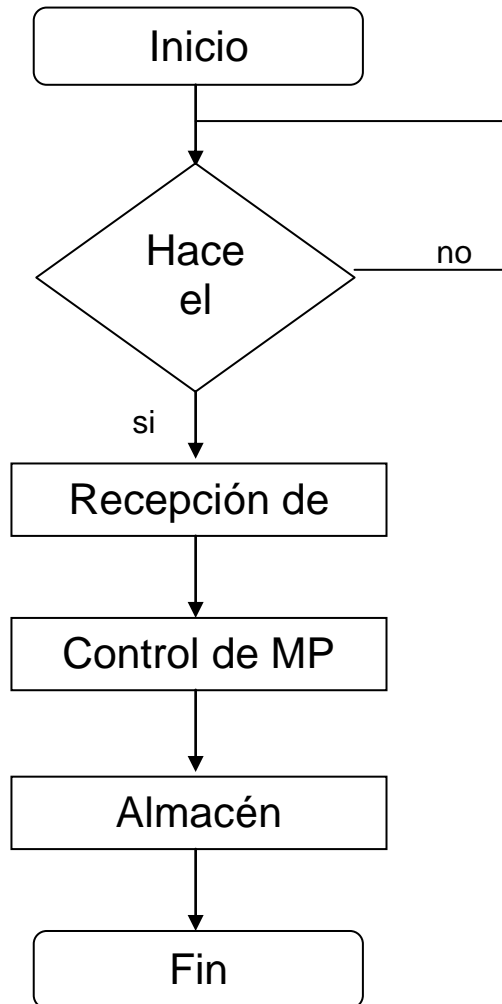 Inicio
Hace
el
no
si
Recepción de
Control de MP
Almacén
Fin